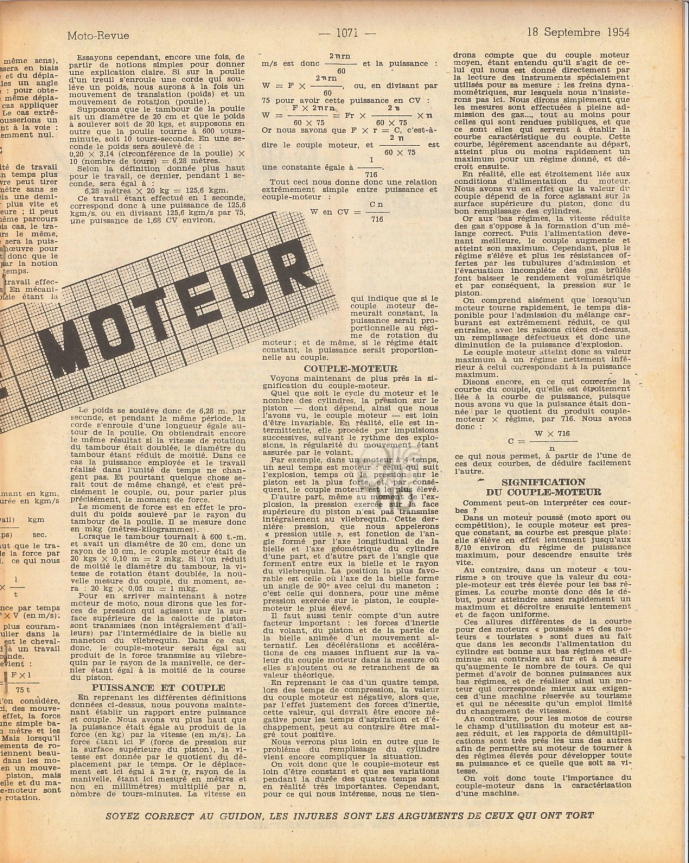 Moto-Revue
— 1071 —
18 Septembre 1954
même sens),
ssera en biais
e et du dépla-
les un angle
: pour obte-
même dépla-
cas appliquer
Le cas extrê-
nt à la voie :
ement nul.
té de travail
n temps plus
vre peut tirer
mètre sans se
is une demi-
plus vite et
eure ; il peut
même parcours
is cas, le tra-
rs le même,
sera la puis-
t donc que le
par la notion
temps.
travail effec-
. En mécani-
Essayons cependant, encore une fois, de
partir de notions simples pour donner
une explication claire. Si sur la poulie
d'un treuil s'enroule une corde qui sou-
lève un poids, nous aurons à la fois un
mouvement de translation (poids) et un
mouvement de rotation (poulie).
Supposons que le tambour de la poulie
ait un diamètre de 20 cm et que le poids
à soulever soit de 20 kgs, et supposons en
outre que la poulie tourne à 600 tours-
minute, soit 10 tours-seconde. En une se-
conde le poids sera soulevé de :
0,20 × 3,14 (circonférence de la poulie) ×
10 (nombre de tours) = 6,28 mètres.
Selon la définition donnée plus haut
pour le travail, ce dernier, pendant 1 se-
conde, sera égal à :
6,28 mètres × 20 kg = 125,6 kgm.
Ce travail étant effectué en 1 seconde,
correspond donc à une puissance de 125,6
kgm/s. ou en divisant 125,6 kgm/s par 75,
une puissance de 1,68 CV environ.
MOTEUR
mant en kgm,
kgm
sec.
aut que le tra-
de la force par
l, ce qui nous
1
t
nce par temps
× V (en m/s).
plus couram-
ulier dans la
est le cheval-
à un travail
onde.
evient :
F × l
75 t
l'on considère,
ci, des mouve-
effet, la force
une simple ba-
n mètre et les
Mais lorsqu'il
ements de ro-
iennent beau-
dans les mo-
en un mouve-
piston, mais
elle et du ma-
e-moteur sont
e rotation.
Le poids se soulève donc de 6,28 m. par
seconde, et pendant la même période, la
corde s'enroule d'une longueur égale au-
tour de la poulie. On obtiendrait encore
le même résultat si la vitesse de rotation
du tambour était doublée, le diamètre du
tambour étant réduit de moitié. Dans ce
cas la puissance employée et le travail
réalisé dans l'unité de temps ne chan-
gent pas. Et pourtant quelque chose se-
rait tout de même changé, et c'est pré-
cisément le couple, ou, pour parler plus
précisément, le moment de force.
Le moment de force est en effet le pro-
duit du poids soulevé par le rayon du
tambour de la poulie. Il se mesure donc
en mkg (mètres-kilogrammes).
Lorsque le tambour tournait à 600 t.-m.
et avait un diamètre de 20 cm, donc un
rayon de 10 cm, le couple moteur était de
20 kgs × 0,10 m = 2 mkg. Si l'on réduit
de moitié le diamètre du tambour, la vi-
tesse de rotation étant doublée, la nou-
velle mesure du couple, du moment, se-
ra : 20 kg × 0,05 m = 1 mkg.
Pour en arriver maintenant à notre
moteur de moto, nous dirons que les for-
ces de pression qui agissent sur la sur-
face supérieure de la calotte de piston
sont transmises (non intégralement d'ail-
leurs) par l'intermédiaire de la bielle au
maneton du vilebrequin. Dans ce cas,
donc, le couple-moteur serait égal au
produit de la force transmise au vilebre-
quin par le rayon de la manivelle, ce der-
nier étant égal à la moitié de la course
du piston.
PUISSANCE ET COUPLE
En reprenant les différentes définitions
données ci-dessus, nous pouvons mainte-
nant établir un rapport entre puissance
et couple. Nous avons vu plus haut que
la puissance était égale au produit de la
force (en kg) par la vitesse (en m/s). La
force étant ici F (force de pression sur
la surface supérieure du piston), la vi-
tesse est donnée par le quotient du dé-
placement par le temps. Or le déplace-
ment est ici égal à 2 π r (r, rayon de la
manivelle, étant ici mesuré en mètres et
non en millimètres) multiplié par n,
nombre de tours-minutes. La vitesse en
2 π r n
m/s est donc ——— et la puissance :
60
2 π r n
W = F × ———, ou, en divisant par
60
75 pour avoir cette puissance en CV :
F × 2 π r n, 2 π
W = ——— = Fr × ——— × n
60 × 75 60 × 75
Or nous savons que F × r = C, c'est-à-
2 π
dire le couple moteur, et ——— est
60 × 75
1
une constante égale à ———.
716
Tout ceci nous donne donc une relation
extrêmement simple entre puissance et
couple-moteur :
C n
W en CV = ———
716
qui indique que si le
couple moteur de-
meurait constant, la
puissance serait pro-
portionnelle au régi-
me de rotation du
moteur ; et de même, si le régime était
constant, la puissance serait proportion-
nelle au couple.
COUPLE-MOTEUR
Voyons maintenant de plus près la si-
gnification du couple-moteur.
Quel que soit le cycle du moteur et le
nombre des cylindres, la pression sur le
piston — dont dépend, ainsi que nous
l'avons vu, le couple moteur — est loin
d'être invariable. En réalité, elle est in-
termittente, elle procède par impulsions
successives, suivant le rythme des explo-
sions, la régularité du mouvement étant
assurée par le volant.
Par exemple, dans un moteur à 4 temps,
un seul temps est moteur, celui qui suit
l'explosion, temps où la pression sur le
piston est la plus élevée et, par consé-
quent, le couple moteur le plus élevé.
D'autre part, même au moment de l'ex-
plosion, la pression exercée sur la face
supérieure du piston n'est pas transmise
intégralement au vilebrequin. Cette der-
nière pression, que nous appellerons
« pression utile », est fonction de l'an-
gle formé par l'axe longitudinal de la
bielle et l'axe géométrique du cylindre
d'une part, et d'autre part de l'angle que
forment entre eux la bielle et le rayon
du vilebrequin. La position la plus favo-
rable est celle où l'axe de la bielle forme
un angle de 90° avec celui du maneton ;
c'est celle qui donnera, pour une même
pression exercée sur le piston, le couple
moteur le plus élevé.
Il faut aussi tenir compte d'un autre
facteur important : les forces d'inertie
du volant, du piston et de la partie de
la bielle animée d'un mouvement al-
ternatif. Les décélérations et accéléra-
tions de ces masses influent sur la va-
leur du couple moteur dans la mesure où
elles s'ajoutent ou se retranchent de sa
valeur théorique.
En reprenant le cas d'un quatre temps,
lors des temps de compression, la valeur
du couple moteur est négative, alors que,
par l'effet justement des forces d'inertie,
cette valeur, qui devrait être encore né-
gative pour les temps d'aspiration et d'é-
chappement, peut au contraire être mal-
gré tout positive.
Nous verrons plus loin en outre que le
problème du remplissage du cylindre
vient encore compliquer la situation.
On voit donc que le couple-moteur est
loin d'être constant et que ses variations
pendant la durée des quatre temps sont
en réalité très importantes. Cependant,
pour ce qui nous intéresse, nous ne tien-
drons compte que du couple moteur
moyen, étant entendu qu'il s'agit de ce-
lui qui nous est donné directement par
la lecture des instruments spécialement
utilisés pour sa mesure : les freins dyna-
mométriques, sur lesquels nous n'insiste-
rons pas ici. Nous dirons simplement que
les mesures sont effectuées à pleine ad-
mission des gaz..., tout au moins pour
celles qui sont rendues publiques, et que
ce sont elles qui servent à établir la
courbe caractéristique du couple. Cette
courbe, légèrement ascendante au départ,
atteint plus ou moins rapidement un
maximum pour un régime donné, et dé-
croît ensuite.
En réalité, elle est étroitement liée aux
conditions d'alimentation du moteur.
Nous avons vu en effet que la valeur du
couple dépend de la force agissant sur la
surface supérieure du piston, donc du
bon remplissage des cylindres.
Or aux bas régimes, la vitesse réduite
des gaz s'oppose à la formation d'un mé-
lange correct. Puis l'alimentation deve-
nant meilleure, le couple augmente et
atteint son maximum. Cependant, plus le
régime s'élève et plus les résistances of-
fertes par les tubulures d'admission et
l'évacuation incomplète des gaz brûlés
font baisser le rendement volumétrique
et par conséquent, la pression sur le
piston.
On comprend aisément que lorsqu'un
moteur tourne rapidement, le temps dis-
ponible pour l'admission du mélange car-
burant est extrêmement réduit, ce qui
entraîne, avec les raisons citées ci-dessus,
un remplissage défectueux et donc une
diminution de la puissance d'explosion.
Le couple moteur atteint donc sa valeur
maximum à un régime nettement infé-
rieur à celui correspondant à la puissance
maximum.
Disons encore, en ce qui concerne la
courbe du couple, qu'elle est étroitement
liée à la courbe de puissance, puisque
nous avons vu que la puissance était don-
née par le quotient du produit couple-
moteur × régime, par 716. Nous avons
donc :
W × 716
C = ———
n
ce qui nous permet, à partir de l'une de
ces deux courbes, de déduire facilement
l'autre.
SIGNIFICATION
DU COUPLE-MOTEUR
Comment peut-on interpréter ces cour-
bes ?
Dans un moteur poussé (moto sport ou
compétition), le couple moteur est pres-
que constant, sa courbe est presque plate:
elle s'élève en effet lentement jusqu'aux
8/10 environ du régime de puissance
maximum, pour descendre ensuite très
vite.
Au contraire, dans un moteur « tou-
risme » on trouve que la valeur du cou-
ple-moteur est très élevée pour les bas ré-
gimes. La courbe monte donc dès le dé-
but, pour atteindre assez rapidement un
maximum et décroître ensuite lentement
et de façon uniforme.
Ces allures différentes de la courbe
pour des moteurs « poussés » et des mo-
teurs « touristes » sont dues au fait
que dans les seconds l'alimentation du
cylindre est bonne aux bas régimes et di-
minue au contraire au fur et à mesure
qu'augmente le nombre de tours. Ce qui
permet d'avoir de bonnes puissances aux
bas régimes, et de réaliser ainsi un mo-
teur qui corresponde mieux aux exigen-
ces d'une machine réservée au tourisme
et qui ne nécessite qu'un emploi limité
du changement de vitesses.
Au contraire, pour les motos de course
le champ d'utilisation du moteur est as-
sez réduit, et les rapports de démultipli-
cations sont très près les uns des autres
afin de permettre au moteur de tourner à
des régimes élevés pour développer toute
sa puissance et ce quelle que soit sa vi-
tesse.
On voit donc toute l'importance du
couple-moteur dans la caractérisation
d'une machine.
SOYEZ CORRECT AU GUIDON, LES INJURES SONT LES ARGUMENTS DE CEUX QUI ONT TORT